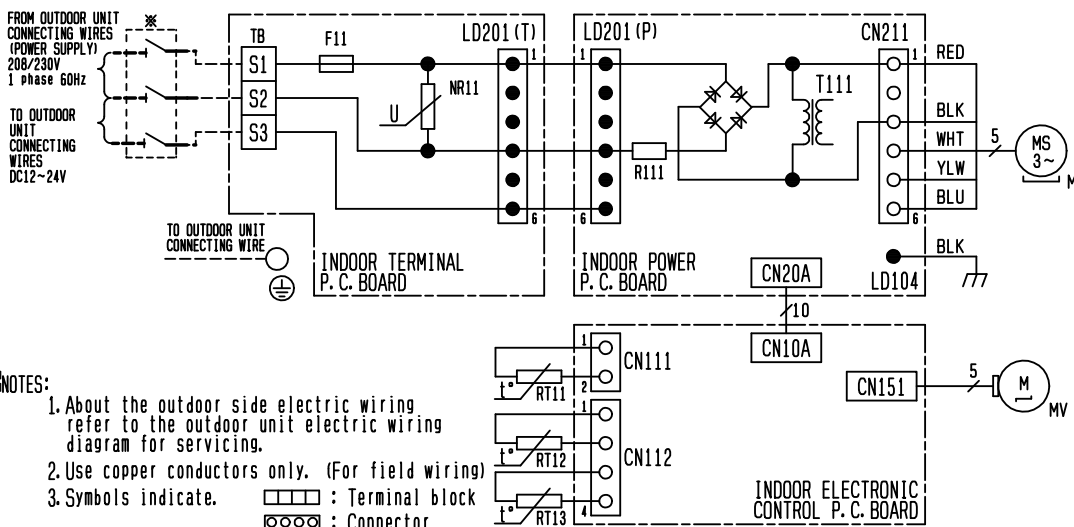 FROM OUTDOOR UNIT
CONNECTING WIRES
(POWER SUPPLY)
208/230V
1 phase 60Hz
※
TO OUTDOOR
UNIT
CONNECTING
WIRES
DC12~24V
TB
S1
S2
S3
F11
U
NR11
LD201(T)
1
6
TO OUTDOOR UNIT
CONNECTING WIRE
INDOOR TERMINAL
P.C.BOARD
LD201(P)
1
6
R111
T111
CN211
1
6
RED
BLK
WHT
YLW
BLU
5
MS
3~
BLK
LD104
INDOOR POWER
P.C.BOARD
CN20A
10
CN10A
CN111
1
2
t°
RT11
CN112
1
4
t°
RT12
t°
RT13
CN151
5
M
MV
INDOOR ELECTRONIC
CONTROL P.C.BOARD
NOTES:
1. About the outdoor side electric wiring
refer to the outdoor unit electric wiring
diagram for servicing.
2. Use copper conductors only. (For field wiring)
3. Symbols indicate.
: Terminal block
: Connector